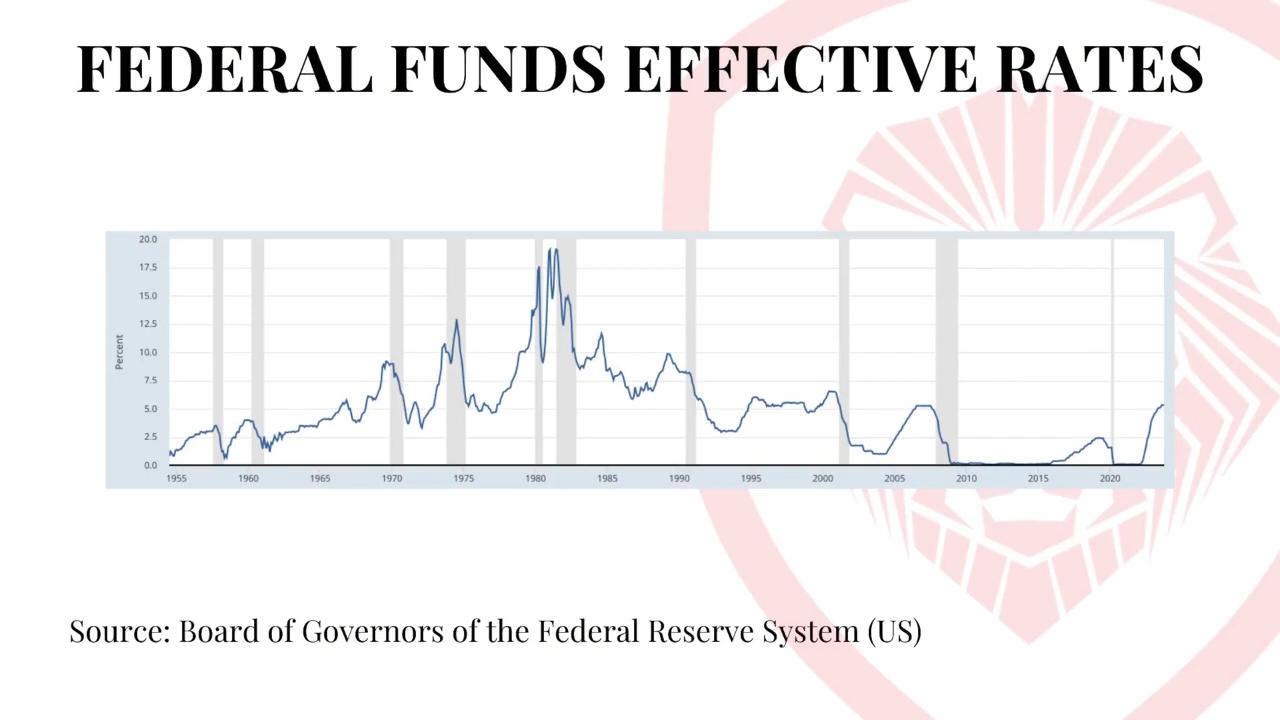 FEDERAL FUNDS EFFECTIVE RATES
20.0
17.5
15.0
12.5
10.0
7.5
5.0
2.5
0.0
Percent
1955 1960 1965 1970 1975 1980 1985 1990 1995 2000 2005 2010 2015 2020
Source: Board of Governors of the Federal Reserve System (US)